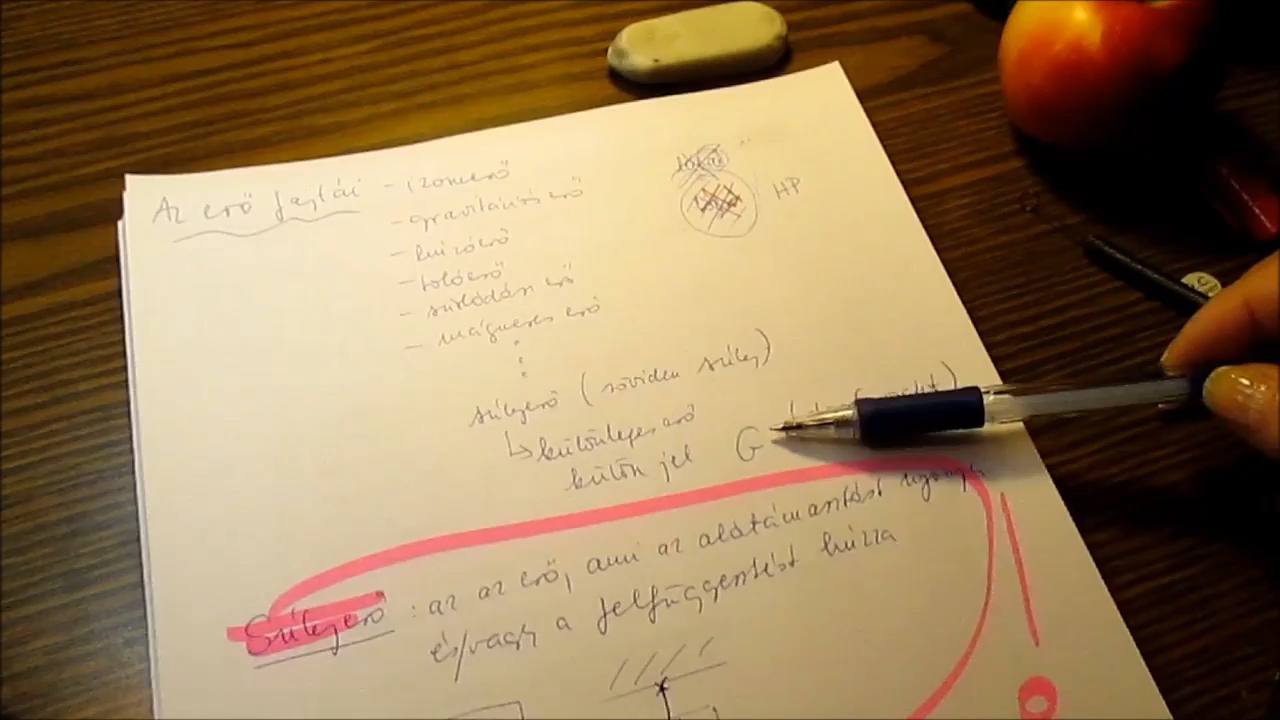 Az erő fajtái - izomerő
- gravitációs erő
- húzóerő
- tolóerő
- súrlódási erő
- mágneses erő
HP
súlyerő (röviden súly)
↳ különleges erő
külön jel G
Súlyerő : az az erő, ami az alátámasztást nyomja
és/vagy a felfüggesztést húzza